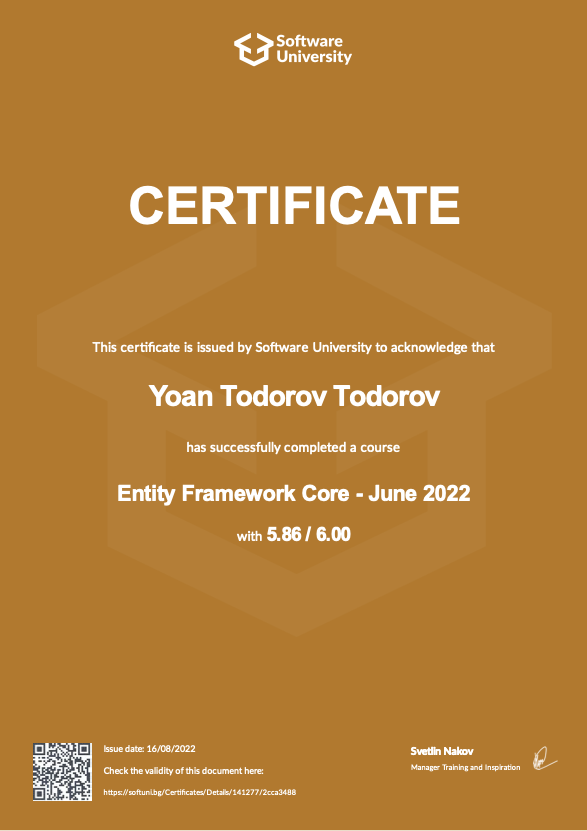 Software
University
CERTIFICATE
This certificate is issued by Software University to acknowledge that
Yoan Todorov Todorov
has successfully completed a course
Entity Framework Core - June 2022
with 5.86 / 6.00
Issue date: 16/08/2022
Check the validity of this document here:
https://softuni.bg/Certificates/Details/141277/2cca3488
Svetlin Nakov
Manager Training and Inspiration